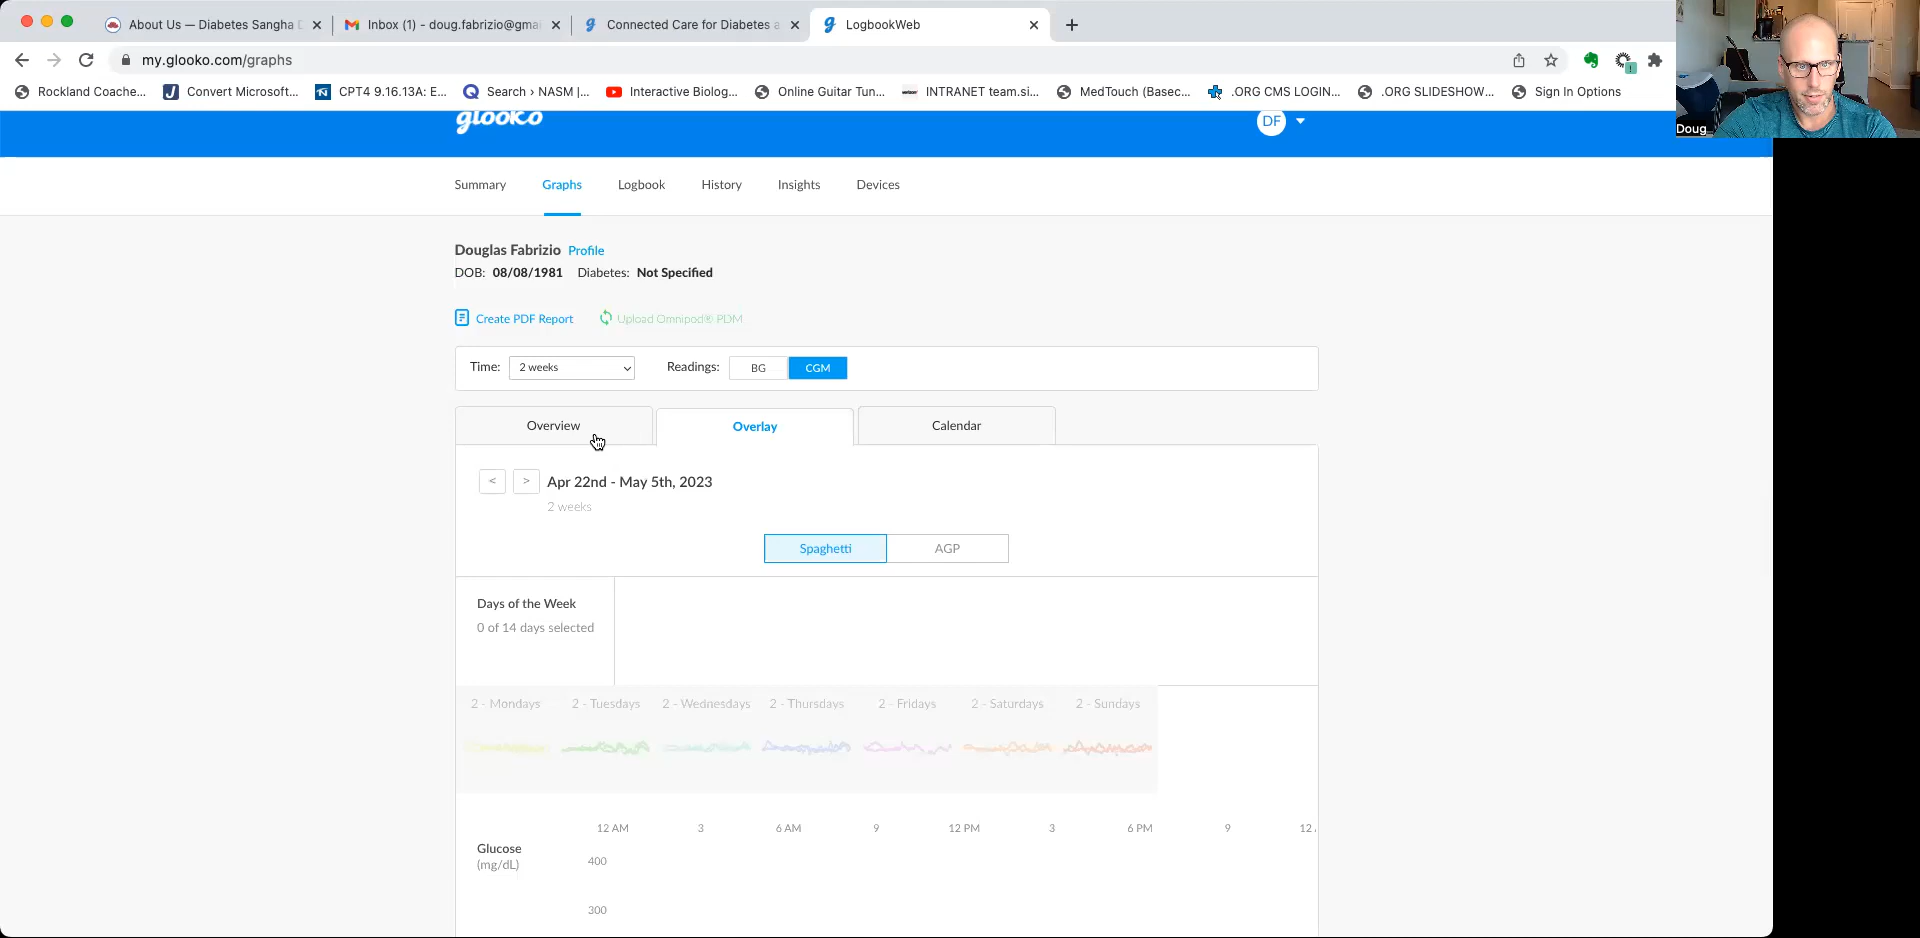 About Us — Diabetes Sangha
Inbox (1) - doug.fabrizio@gmai
Connected Care for Diabetes a
LogbookWeb
my.glooko.com/graphs
Rockland Coache...
Convert Microsoft...
CPT4 9.16.13A: E...
Search › NASM |...
Interactive Biolog...
Online Guitar Tun...
INTRANET team.si...
MedTouch (Basec...
.ORG CMS LOGIN...
.ORG SLIDESHOW...
Sign In Options
Doug
glooko
DF
Summary
Graphs
Logbook
History
Insights
Devices
Douglas Fabrizio Profile
DOB: 08/08/1981 Diabetes: Not Specified
Create PDF Report
Upload Omnipod® PDM
Time: 2 weeks
Readings: BG CGM
Overview
Overlay
Calendar
< > Apr 22nd - May 5th, 2023
2 weeks
Spaghetti
AGP
Days of the Week
0 of 14 days selected
2 - Mondays
2 - Tuesdays
2 - Wednesdays
2 - Thursdays
2 - Fridays
2 - Saturdays
2 - Sundays
12 AM 3 6 AM 9 12 PM 3 6 PM 9 12
Glucose
(mg/dL)
400
300